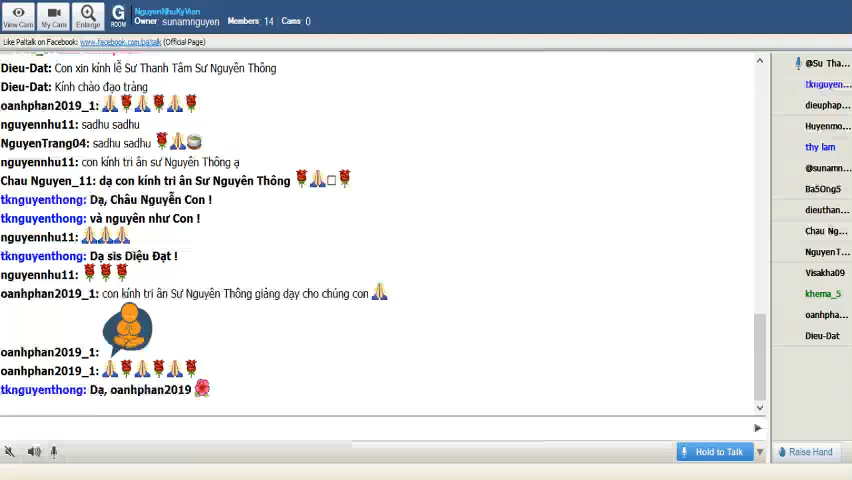 View Cam
My Cam
Enlarge
G
ROOM
NguyenNhuKyVien
Owner: sunamnguyen Members: 14 Cams: 0
Like Paltalk on Facebook: www.facebook.com/paltalk (Official Page)
Dieu-Dat: Con xin kính lễ Sư Thanh Tâm Sư Nguyên Thông
Dieu-Dat: Kính chào đạo tràng
oanhphan2019_1:
nguyennhu11: sadhu sadhu
NguyenTrang04: sadhu sadhu
nguyennhu11: con kính tri ân sư Nguyên Thông ạ
Chau Nguyen_11: dạ con kính tri ân Sư Nguyên Thông
tknguyenthong: Dạ, Châu Nguyễn Con !
tknguyenthong: và nguyên như Con !
nguyennhu11:
tknguyenthong: Dạ sis Diệu Đạt !
nguyennhu11:
oanhphan2019_1: con kính tri ân Sư Nguyên Thông giảng dạy cho chúng con
oanhphan2019_1:
oanhphan2019_1:
tknguyenthong: Dạ, oanhphan2019
@Su Tha...
tknguyen...
dieuphap...
Huyenmo...
thy lam
@sunamn...
Ba5Ong5
dieuthan...
Chau Ng...
NguyenT...
Visakha09
khema_5
oanhpha...
Dieu-Dat
Hold to Talk
Raise Hand